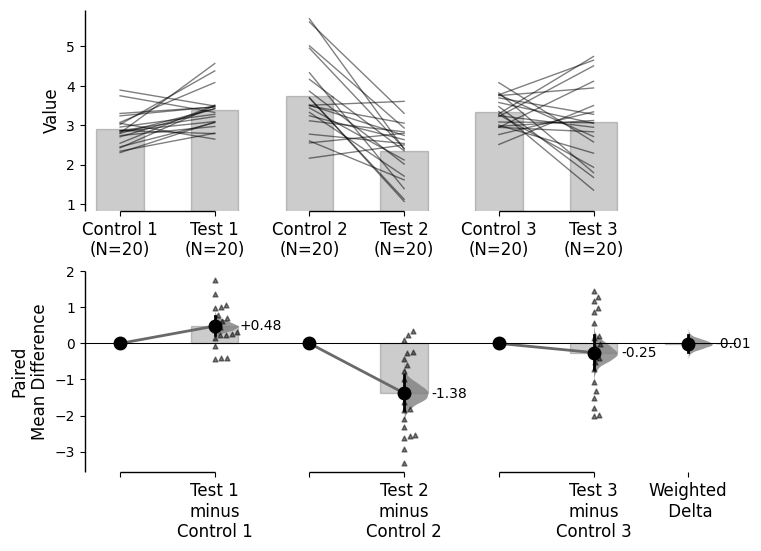 5
4
3
2
1
Value
Control 1
(N=20)
Test 1
(N=20)
Control 2
(N=20)
Test 2
(N=20)
Control 3
(N=20)
Test 3
(N=20)
2
1
0
−1
−2
−3
Paired
Mean Difference
+0.48
-1.38
-0.25
-0.01
Test 1
minus
Control 1
Test 2
minus
Control 2
Test 3
minus
Control 3
Weighted
Delta